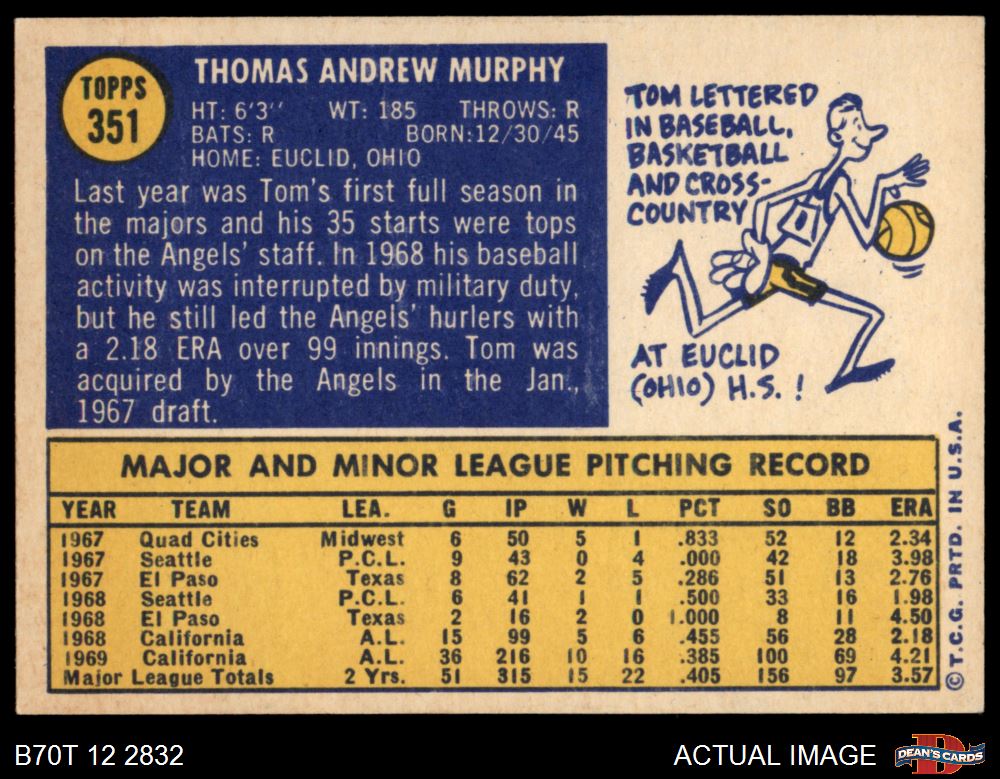 TOPPS
351
THOMAS ANDREW MURPHY
HT: 6'3'' WT: 185 THROWS: R
BATS: R BORN:12/30/45
HOME: EUCLID, OHIO
Last year was Tom's first full season in
the majors and his 35 starts were tops
on the Angels' staff. In 1968 his baseball
activity was interrupted by military duty,
but he still led the Angels' hurlers with
a 2.18 ERA over 99 innings. Tom was
acquired by the Angels in the Jan.,
1967 draft.
TOM LETTERED
IN BASEBALL,
BASKETBALL
AND CROSS-
COUNTRY
AT EUCLID
(OHIO) H.S. !
MAJOR AND MINOR LEAGUE PITCHING RECORD
YEAR TEAM LEA. G IP W L PCT SO BB ERA
1967 Quad Cities Midwest 6 50 5 1 .833 52 12 2.34
1967 Seattle P.C.L. 9 43 0 4 .000 42 18 3.98
1967 El Paso Texas 8 62 2 5 .286 51 13 2.76
1968 Seattle P.C.L. 6 41 1 1 .500 33 16 1.98
1968 El Paso Texas 2 16 2 0 1.000 8 11 4.50
1968 California A.L. 15 99 5 6 .455 56 28 2.18
1969 California A.L. 36 216 10 16 .385 100 69 4.21
Major League Totals 2 Yrs. 51 315 15 22 .405 156 97 3.57
©T.C.G. PRTD. IN U.S.A.
B70T 12 2832
ACTUAL IMAGE
DEAN'S CARDS